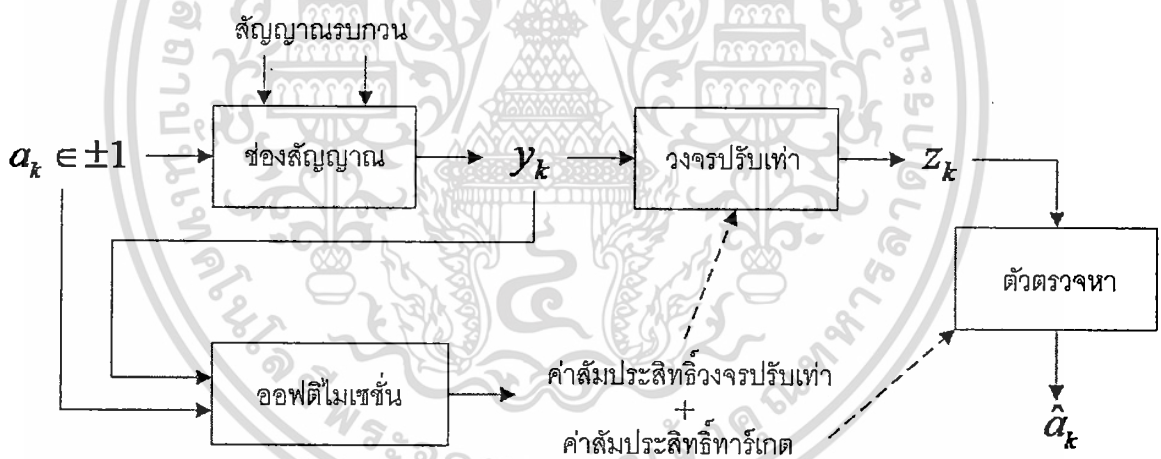 สัญญาณรบกวน
a_k ∈ ±1
ช่องสัญญาณ
y_k
วงจรปรับเท่า
z_k
ตัวตรวจหา
ออฟติไมเซชั่น
ค่าสัมประสิทธิ์วงจรปรับเท่า
+
ค่าสัมประสิทธิ์ทาร์เกต
â_k